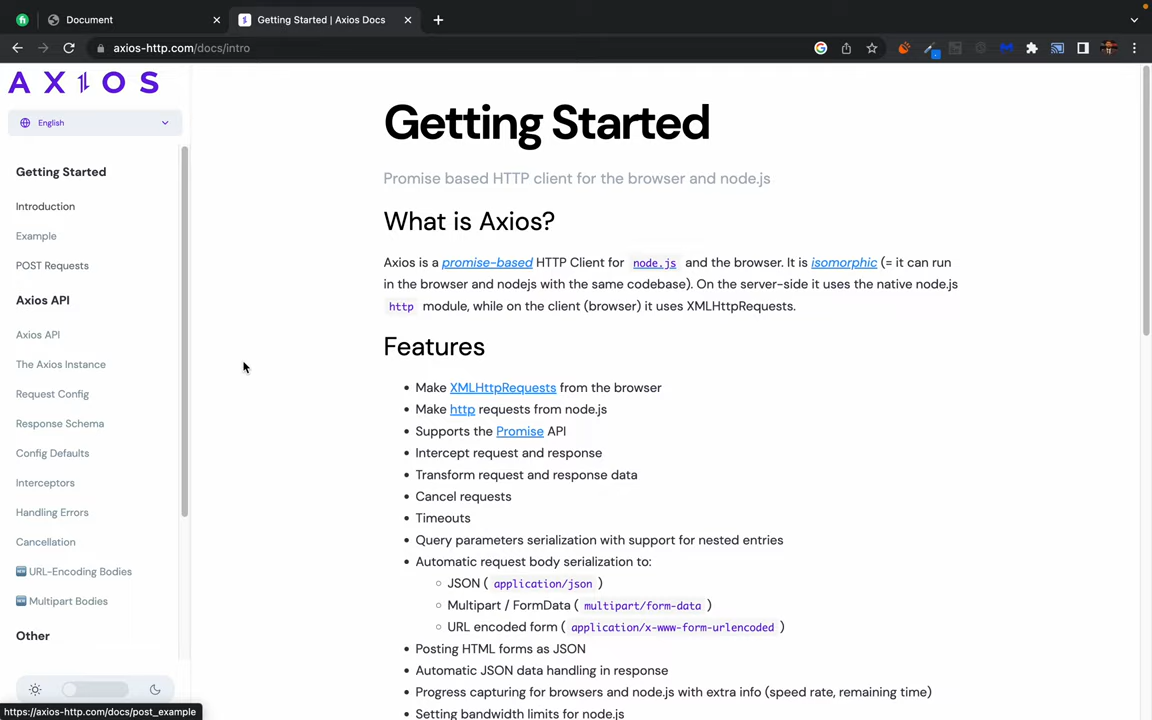 Document
Getting Started | Axios Docs
axios-http.com/docs/intro
AXIOS
English
Getting Started
Introduction
Example
POST Requests
Axios API
Axios API
The Axios Instance
Request Config
Response Schema
Config Defaults
Interceptors
Handling Errors
Cancellation
URL-Encoding Bodies
Multipart Bodies
Other
https://axios-http.com/docs/post_example
Getting Started
Promise based HTTP client for the browser and node.js
What is Axios?
Axios is a promise-based HTTP Client for node.js and the browser. It is isomorphic (= it can run
in the browser and nodejs with the same codebase). On the server-side it uses the native node.js
http module, while on the client (browser) it uses XMLHttpRequests.
Features
• Make XMLHttpRequests from the browser
• Make http requests from node.js
• Supports the Promise API
• Intercept request and response
• Transform request and response data
• Cancel requests
• Timeouts
• Query parameters serialization with support for nested entries
• Automatic request body serialization to:
◦ JSON ( application/json )
◦ Multipart / FormData ( multipart/form-data )
◦ URL encoded form ( application/x-www-form-urlencoded )
• Posting HTML forms as JSON
• Automatic JSON data handling in response
• Progress capturing for browsers and node.js with extra info (speed rate, remaining time)
• Setting bandwidth limits for node.js